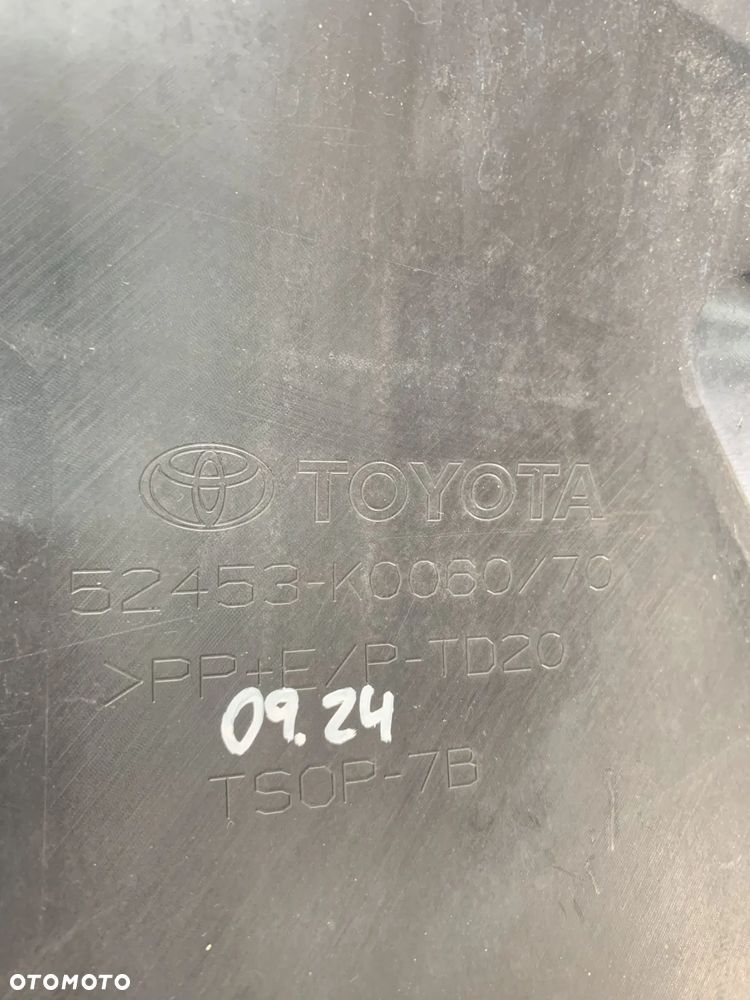 TOYOTA
52453-K0060/70
>PP+E/P-TD20
09.24
TSOP-7B
OTOMOTO